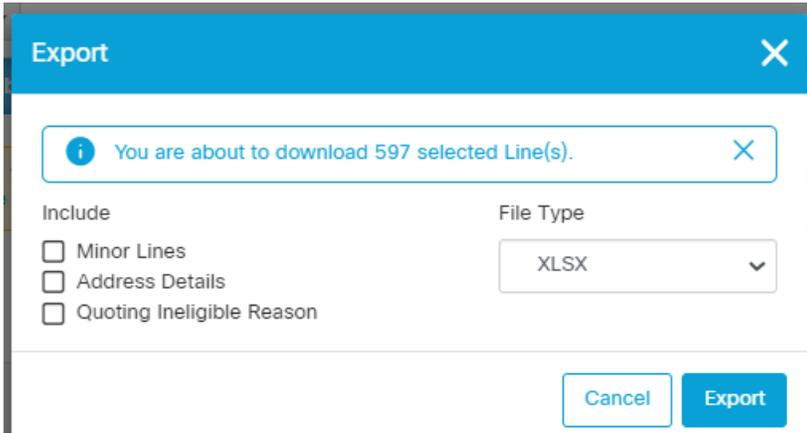 Export
You are about to download 597 selected Line(s).
Include
File Type
Minor Lines
XLSX
Address Details
Quoting Ineligible Reason
Cancel
Export